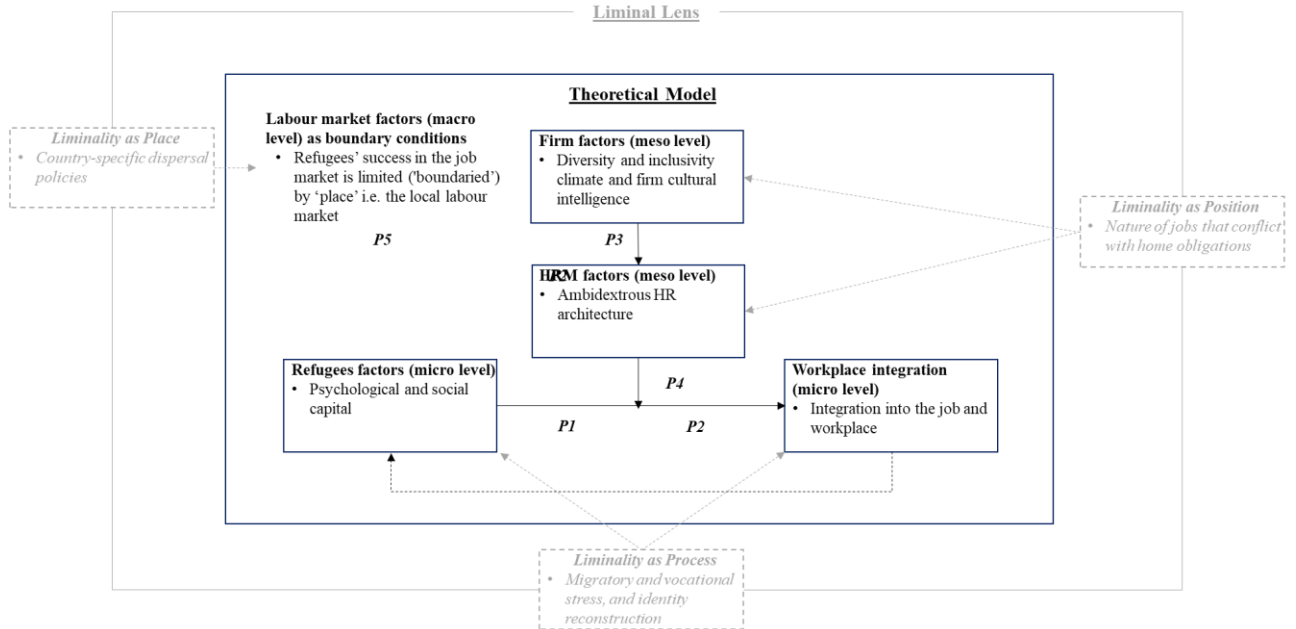 Liminal Lens
Theoretical Model
Labour market factors (macro
level) as boundary conditions
• Refugees’ success in the job
market is limited ('boundaried’)
by ‘place’ i.e. the local labour
market
P5
Liminality as Place
• Country-specific dispersal
policies
Firm factors (meso level)
• Diversity and inclusivity
climate and firm cultural
intelligence
P3
Liminality as Position
• Nature of jobs that conflict
with home obligations
HRM factors (meso level)
P2
• Ambidextrous HR
architecture
P4
Refugees factors (micro level)
• Psychological and social
capital
P1
P2
Workplace integration
(micro level)
• Integration into the job and
workplace
Liminality as Process
• Migratory and vocational
stress, and identity
reconstruction